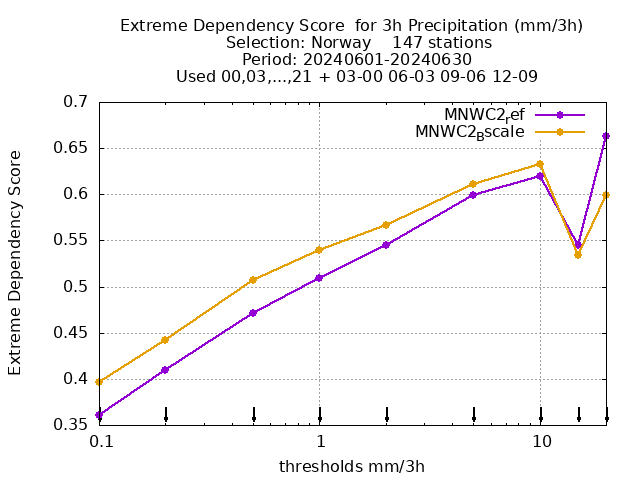 Extreme Dependency Score  for 3h Precipitation (mm/3h)
Selection: Norway    147 stations
Period: 20240601-20240630
Used 00,03,...,21 + 03-00 06-03 09-06 12-09
MNWC2ref
MNWC2Bscale
Extreme Dependency Score
0.7
0.65
0.6
0.55
0.5
0.45
0.4
0.35
0.1
1
10
thresholds mm/3h